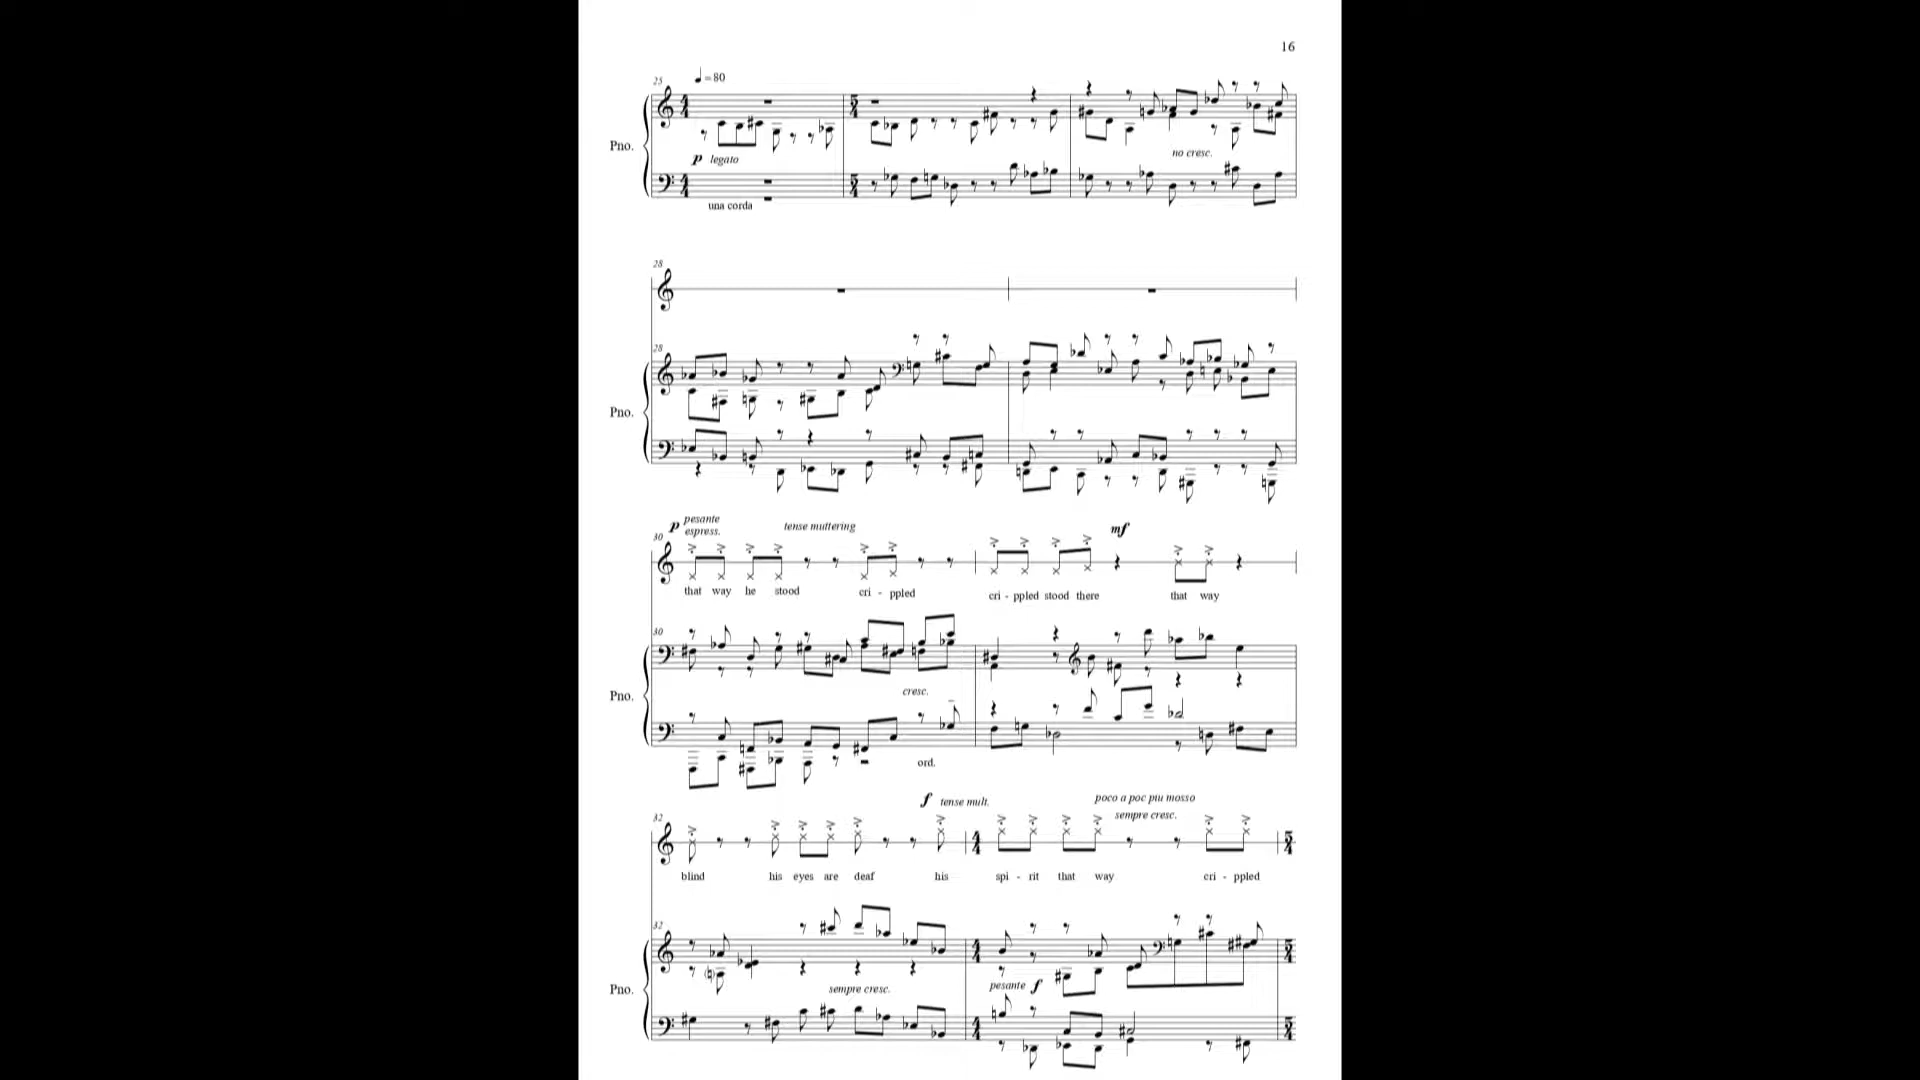 16
25
♩ = 80
Pno.
p legato
no cresc.
una corda
28
28
Pno.
p pesante
espress.
tense muttering
mf
30
that way he stood cri - ppled cri - ppled stood there that way
30
cresc.
Pno.
ord.
f tense mult.
poco a poc piu mosso
sempre cresc.
32
blind his eyes are deaf his spi - rit that way cri - ppled
32
sempre cresc.
pesante f
Pno.